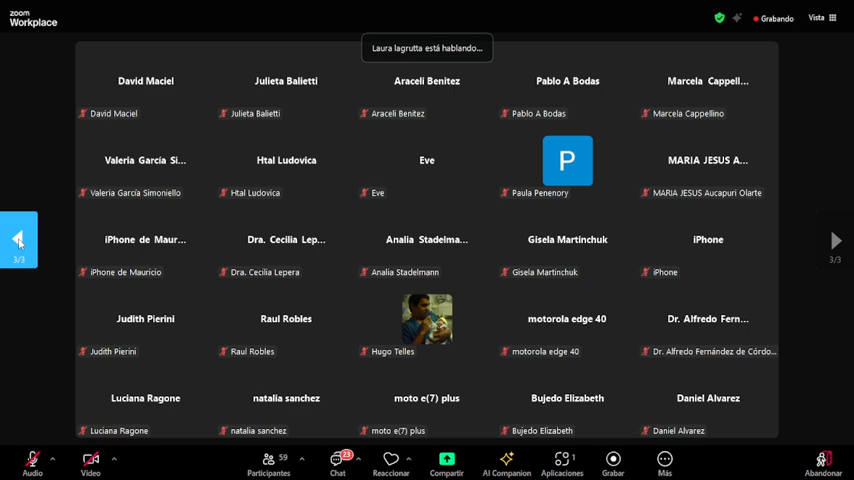 zoom
Workplace
Grabando
Vista
Laura lagrutta está hablando...
David Maciel
Julieta Balietti
Araceli Benitez
Pablo A Bodas
Marcela Cappell...
David Maciel
Julieta Balietti
Araceli Benitez
Pablo A Bodas
Marcela Cappellino
Valeria García Si...
Htal Ludovica
Eve
P
MARIA JESUS A...
Valeria García Simoniello
Htal Ludovica
Eve
Paula Penenory
MARIA JESUS Aucapuri Olarte
iPhone de Maur...
Dra. Cecilia Lep...
Analia Stadelma...
Gisela Martinchuk
iPhone
3/3
3/3
iPhone de Mauricio
Dra. Cecilia Lepera
Analia Stadelmann
Gisela Martinchuk
iPhone
Judith Pierini
Raul Robles
motorola edge 40
Dr. Alfredo Fern...
Judith Pierini
Raul Robles
Hugo Telles
motorola edge 40
Dr. Alfredo Fernández de Córdo...
Luciana Ragone
natalia sanchez
moto e(7) plus
Bujedo Elizabeth
Daniel Alvarez
Luciana Ragone
natalia sanchez
moto e(7) plus
Bujedo Elizabeth
Daniel Alvarez
Audio
Video
59
Participantes
23
Chat
Reaccionar
Compartir
AI Companion
1
Aplicaciones
Grabar
Más
Abandonar